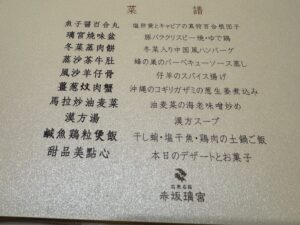 菜 譜
魚子醤百合丸 塩卵黄とキャビアの真狩百合根団子
璃宮焼味盆 豚バラクリスピー焼・ゆで鶏
冬菜蒸肉餅 冬菜入り中国風ハンバーグ
蒸沙茶牛肚 蜂の巣のバーベキューソース蒸し
風沙羊仔骨 仔羊のスパイス揚げ
薑葱炆肉蟹 沖縄のコギリガザミの葱生姜煮込み
馬拉炒油麦菜 油麦菜の海老味噌炒め
漢方湯 漢方スープ
鹹魚鶏粒煲飯 干し蝦・塩干魚・鶏肉の土鍋ご飯
甜品美點心 本日のデザートとお菓子
赤坂璃宮